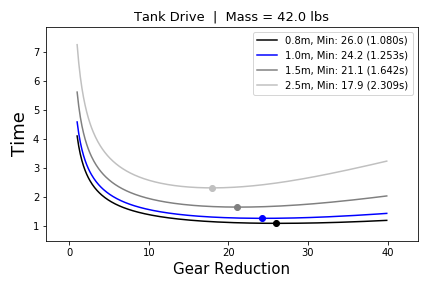 Tank Drive | Mass = 42.0 lbs
0.8m, Min: 26.0 (1.080s)
1.0m, Min: 24.2 (1.253s)
1.5m, Min: 21.1 (1.642s)
2.5m, Min: 17.9 (2.309s)
Time
7
6
5
4
3
2
1
0 10 20 30 40
Gear Reduction